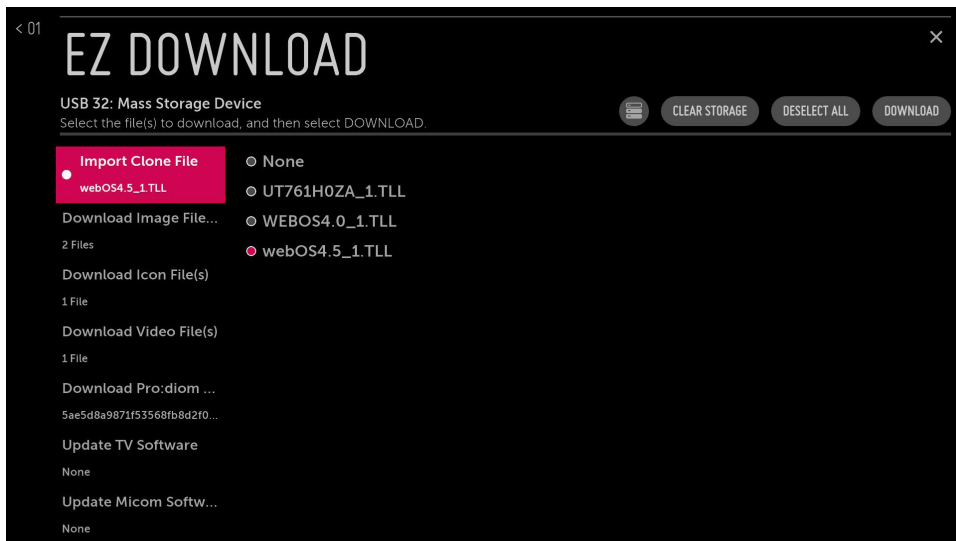 < 01
EZ DOWNLOAD
USB 32: Mass Storage Device
Select the file(s) to download, and then select DOWNLOAD.
CLEAR STORAGE
DESELECT ALL
DOWNLOAD
Import Clone File
webOS4.5_1.TLL
Download Image File...
2 Files
Download Icon File(s)
1 File
Download Video File(s)
1 File
Download Pro:diom ...
5ae5d8a9871f53568fb8d2f0...
Update TV Software
None
Update Micom Softw...
None
None
UT761H0ZA_1.TLL
WEBOS4.0_1.TLL
webOS4.5_1.TLL